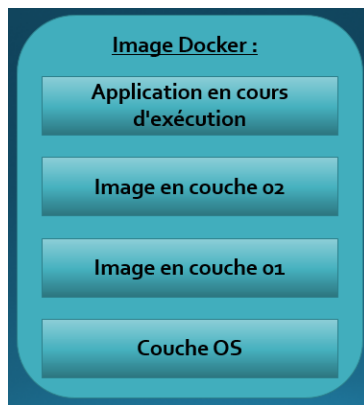 Image Docker :
Application en cours
d'exécution
Image en couche 02
Image en couche 01
Couche OS